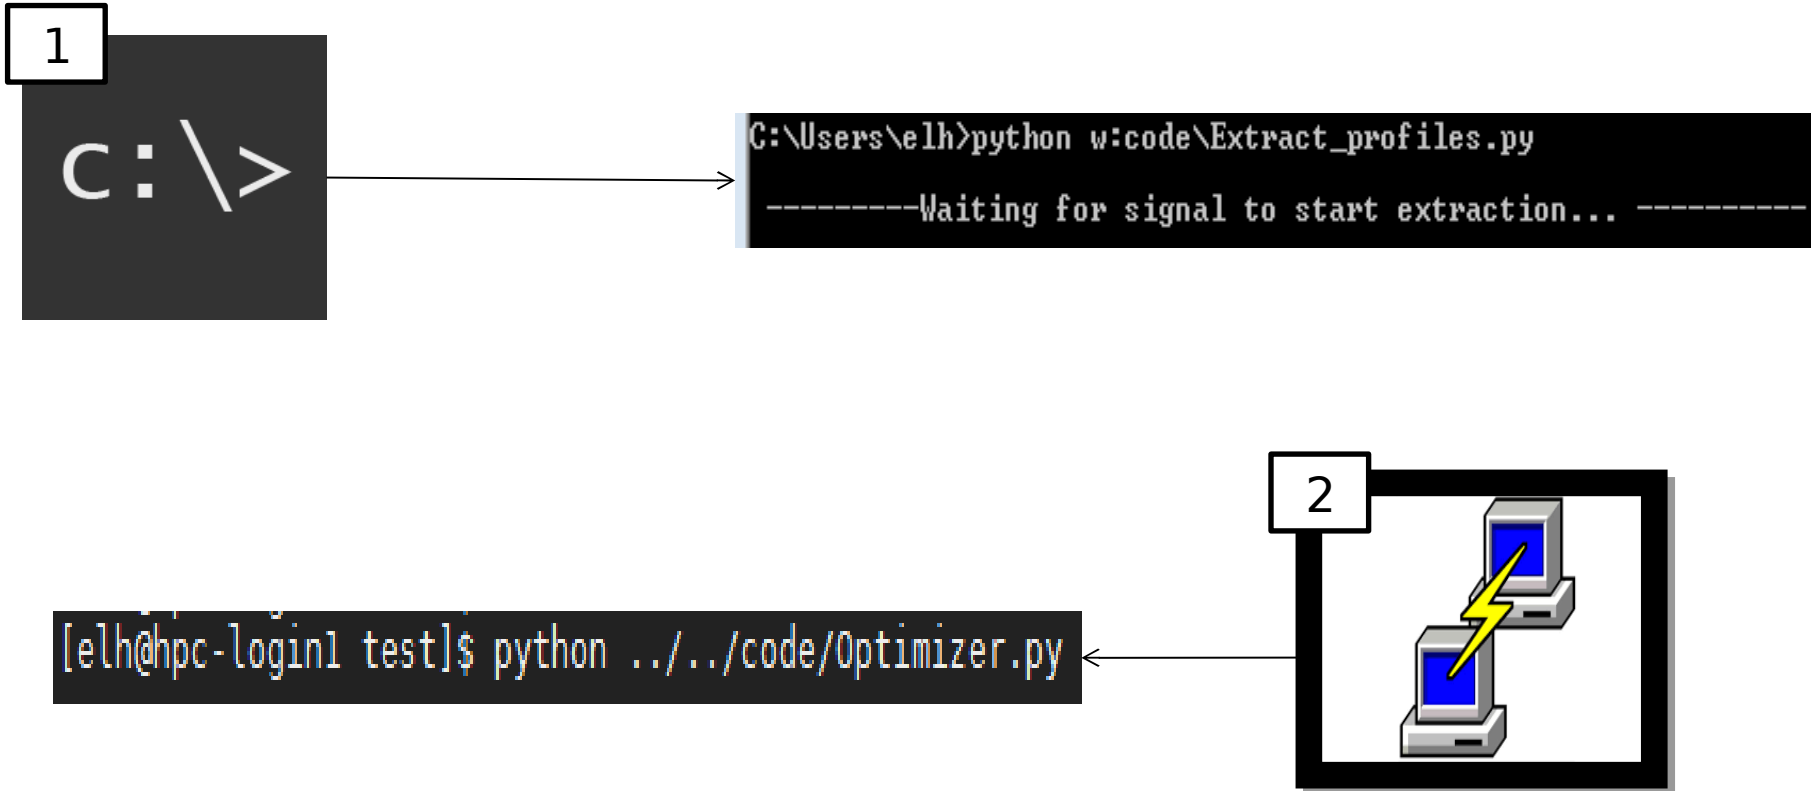 1
c:\>
C:\Users\elh>python w:code\Extract_profiles.py
---------Waiting for signal to start extraction... ----------
2
[elh@hpc-login1 test]$ python ../../code/Optimizer.py